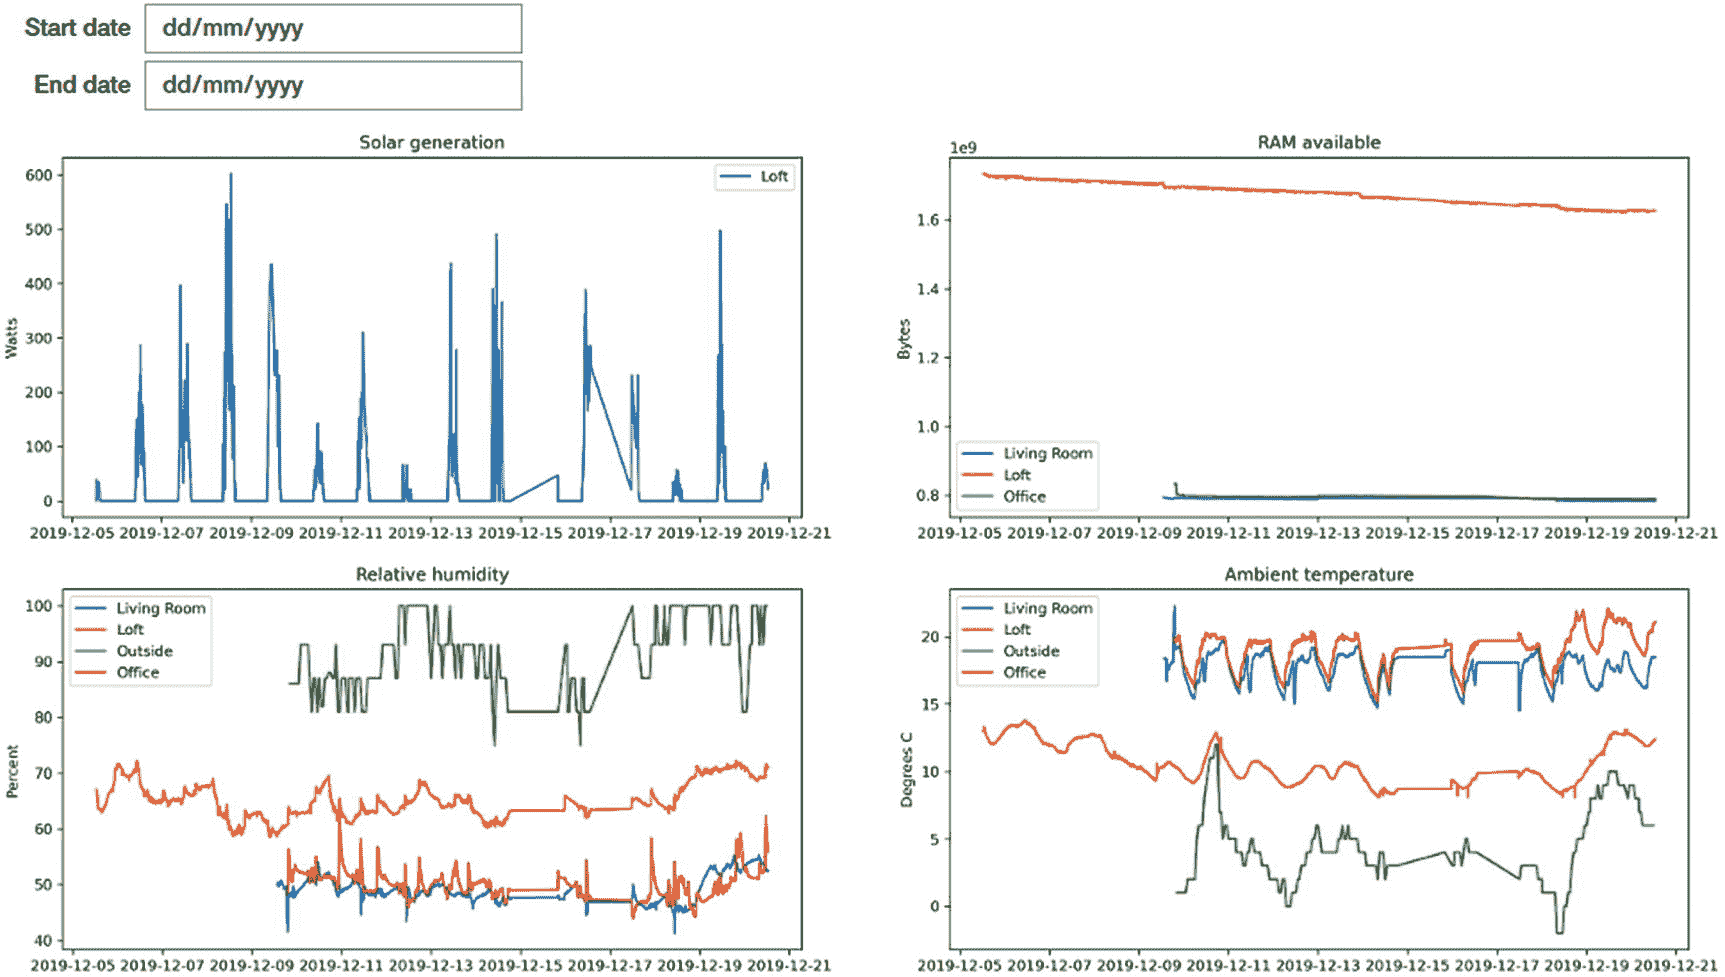 Start date dd/mm/yyyy
End date dd/mm/yyyy
Solar generation
Watts
600
500
400
300
200
100
0
Loft
2019-12-05 2019-12-07 2019-12-09 2019-12-11 2019-12-13 2019-12-15 2019-12-17 2019-12-19 2019-12-21
RAM available
1e9
Bytes
1.6
1.4
1.2
1.0
0.8
Living Room
Loft
Office
2019-12-05 2019-12-07 2019-12-09 2019-12-11 2019-12-13 2019-12-15 2019-12-17 2019-12-19 2019-12-21
Relative humidity
Percent
100
90
80
70
60
50
40
Living Room
Loft
Outside
Office
2019-12-05 2019-12-07 2019-12-09 2019-12-11 2019-12-13 2019-12-15 2019-12-17 2019-12-19 2019-12-21
Ambient temperature
Degrees C
20
15
10
5
0
Living Room
Loft
Outside
Office
2019-12-05 2019-12-07 2019-12-09 2019-12-11 2019-12-13 2019-12-15 2019-12-17 2019-12-19 2019-12-21